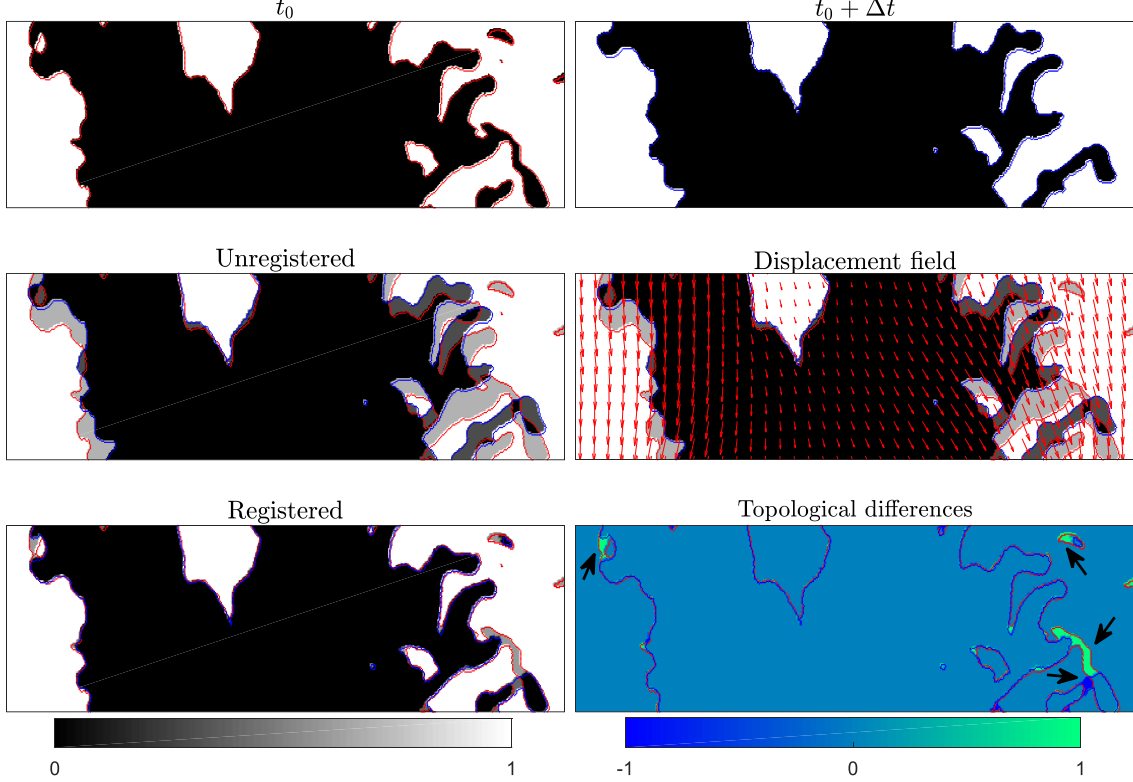 t₀
t₀ + Δt
Unregistered
Displacement field
Registered
Topological differences
0 1
-1 0 1